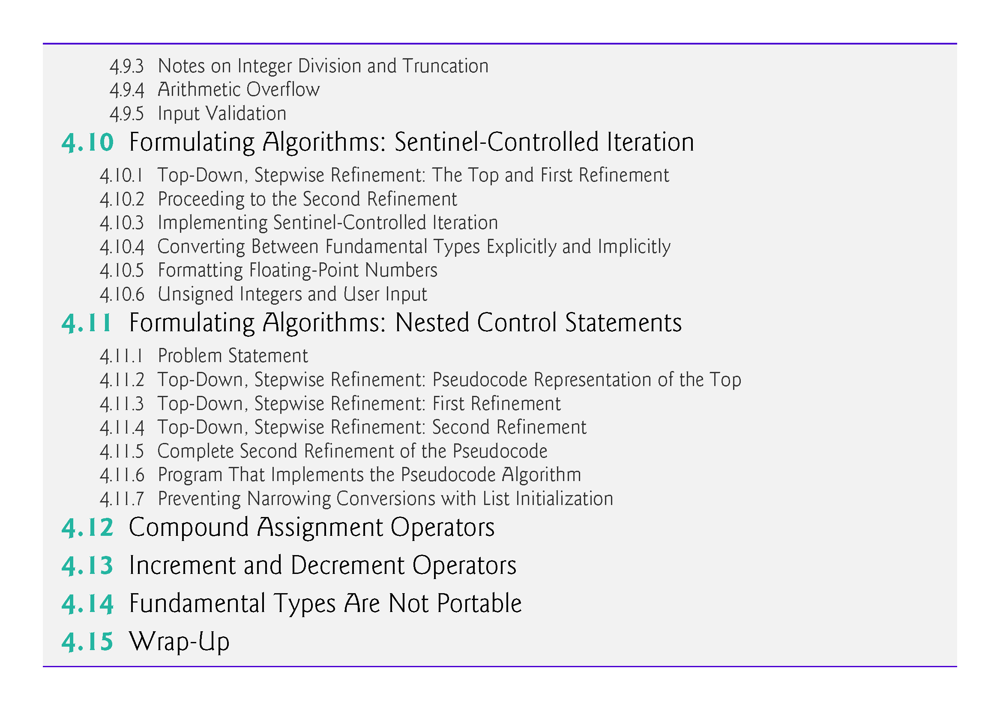 4.9.3 Notes on Integer Division and Truncation
4.9.4 Arithmetic Overflow
4.9.5 Input Validation
4.10 Formulating Algorithms: Sentinel-Controlled Iteration
4.10.1 Top-Down, Stepwise Refinement: The Top and First Refinement
4.10.2 Proceeding to the Second Refinement
4.10.3 Implementing Sentinel-Controlled Iteration
4.10.4 Converting Between Fundamental Types Explicitly and Implicitly
4.10.5 Formatting Floating-Point Numbers
4.10.6 Unsigned Integers and User Input
4.11 Formulating Algorithms: Nested Control Statements
4.11.1 Problem Statement
4.11.2 Top-Down, Stepwise Refinement: Pseudocode Representation of the Top
4.11.3 Top-Down, Stepwise Refinement: First Refinement
4.11.4 Top-Down, Stepwise Refinement: Second Refinement
4.11.5 Complete Second Refinement of the Pseudocode
4.11.6 Program That Implements the Pseudocode Algorithm
4.11.7 Preventing Narrowing Conversions with List Initialization
4.12 Compound Assignment Operators
4.13 Increment and Decrement Operators
4.14 Fundamental Types Are Not Portable
4.15 Wrap-Up